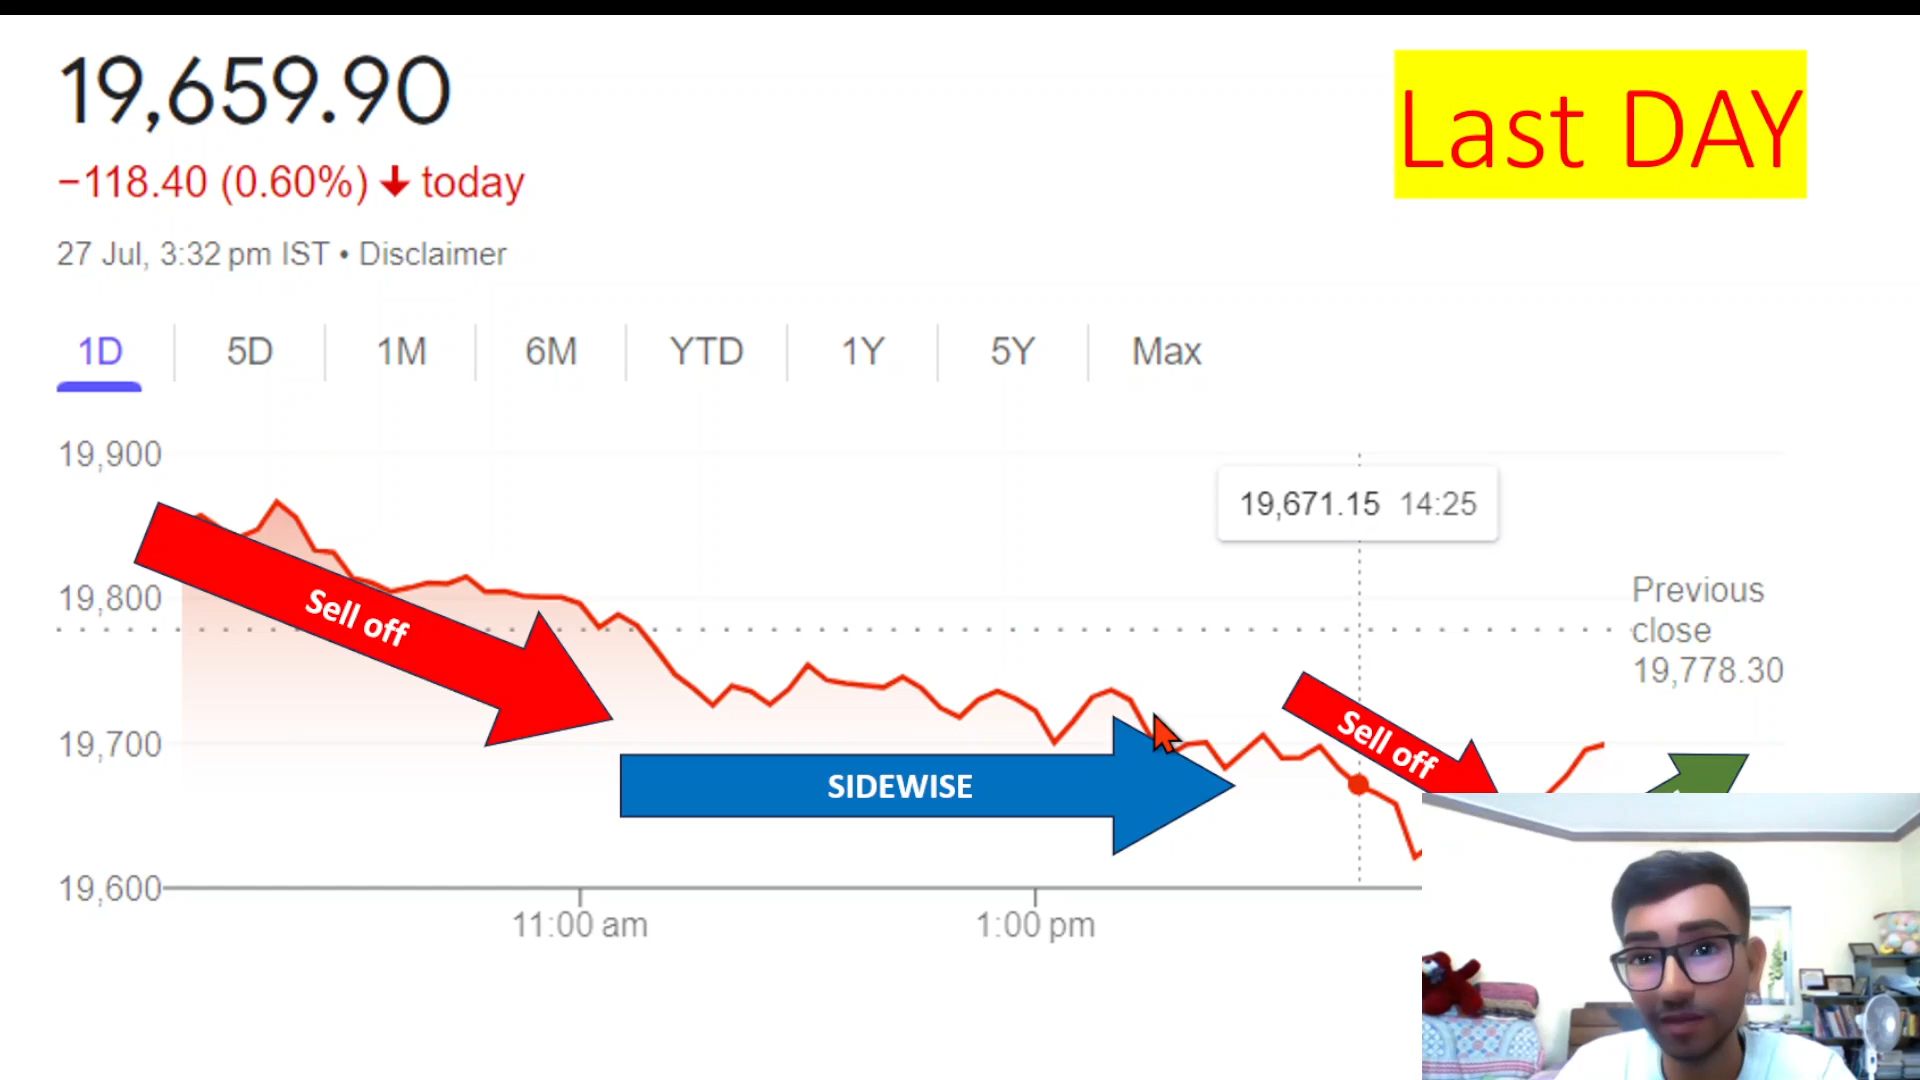 19,659.90
Last DAY
−118.40 (0.60%) ↓ today
27 Jul, 3:32 pm IST • Disclaimer
1D 5D 1M 6M YTD 1Y 5Y Max
19,900
19,671.15 14:25
19,800
Sell off
Previous
close
19,778.30
19,700
Sell off
SIDEWISE
19,600
11:00 am 1:00 pm